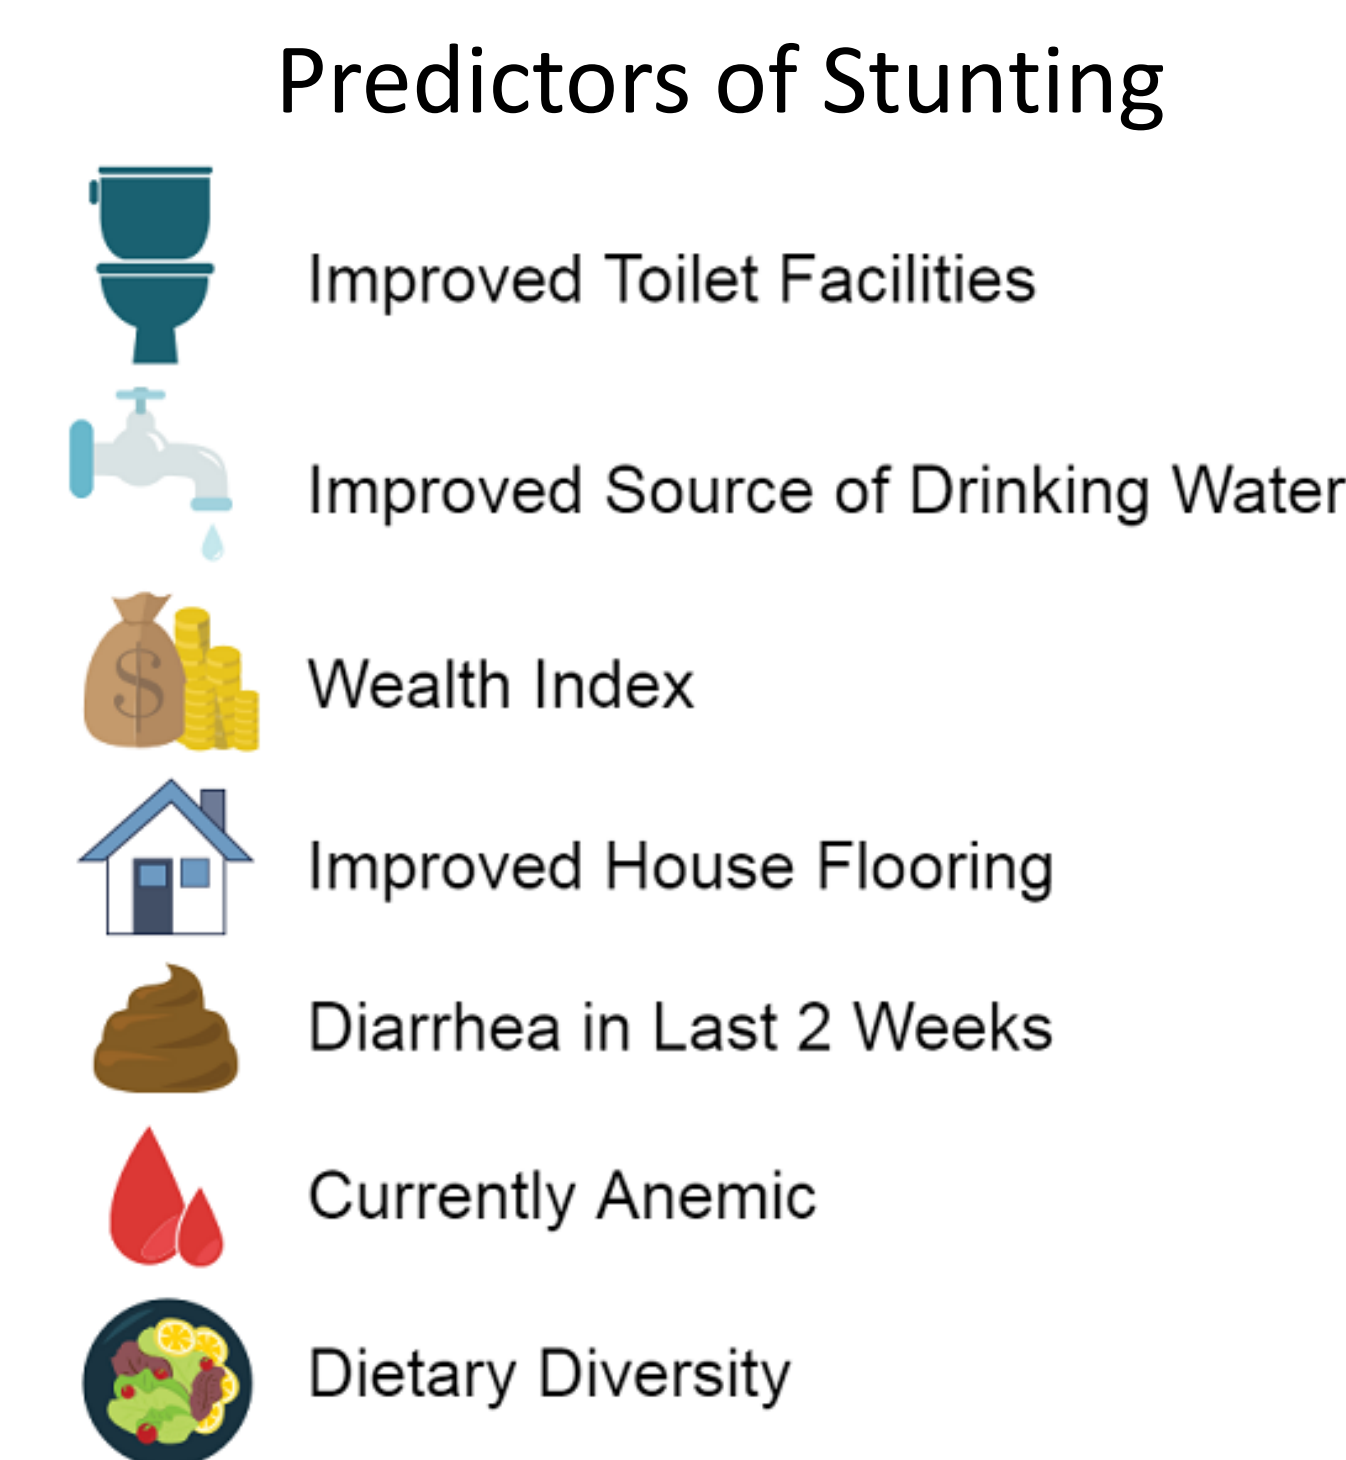 Predictors of Stunting
Improved Toilet Facilities
Improved Source of Drinking Water
$
Wealth Index
Improved House Flooring
Diarrhea in Last 2 Weeks
Currently Anemic
Dietary Diversity